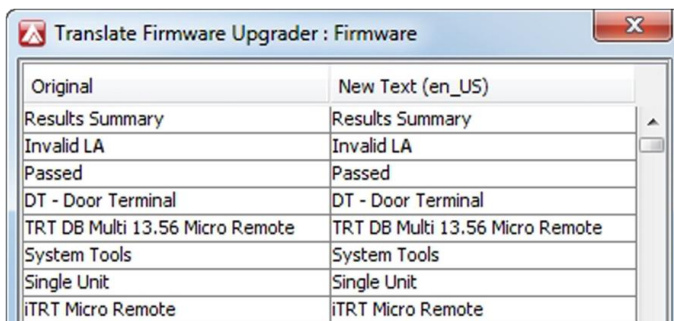 Translate Firmware Upgrader : Firmware
Original New Text (en_US)
Results Summary Results Summary
Invalid LA Invalid LA
Passed Passed
DT - Door Terminal DT - Door Terminal
TRT DB Multi 13.56 Micro Remote TRT DB Multi 13.56 Micro Remote
System Tools System Tools
Single Unit Single Unit
iTRT Micro Remote iTRT Micro Remote